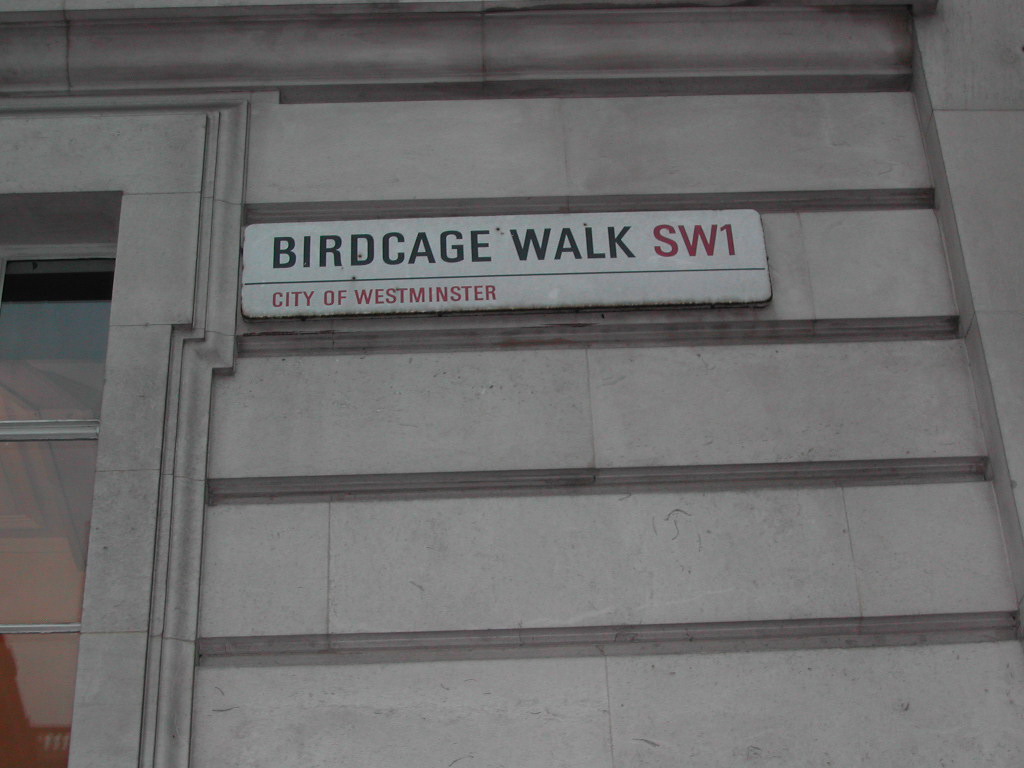 BIRDCAGE WALK SW1
CITY OF WESTMINSTER